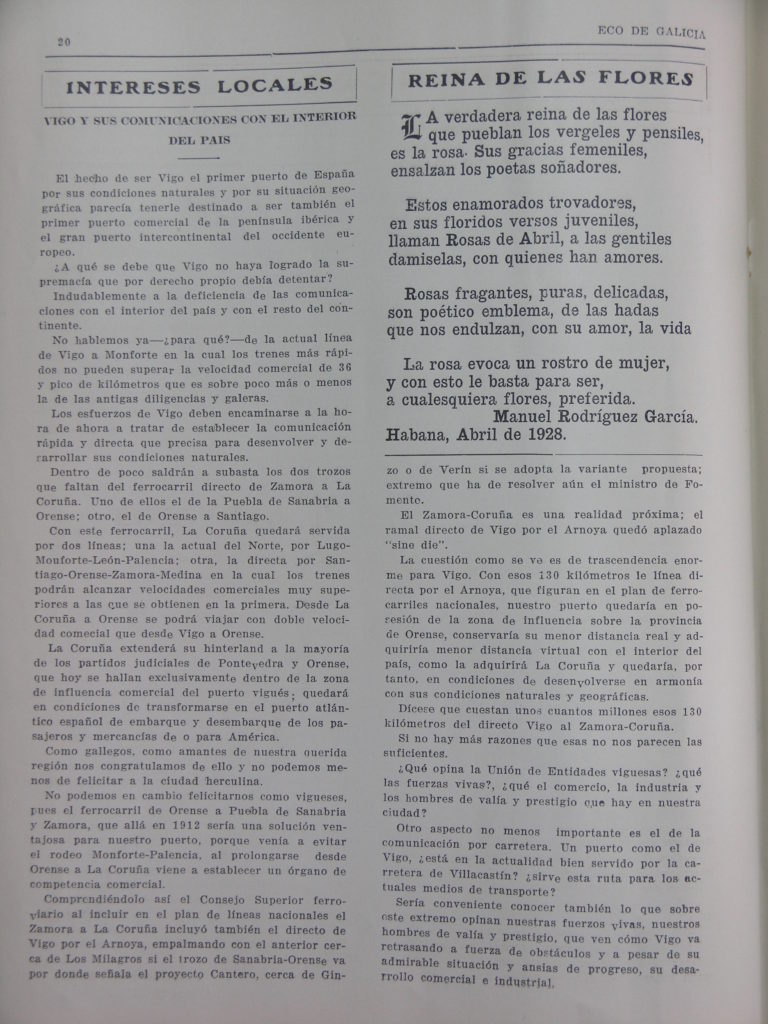 20
ECO DE GALICIA
INTERESES LOCALES
VIGO Y SUS COMUNICACIONES CON EL INTERIOR
DEL PAIS
El hecho de ser Vigo el primer puerto de España
por sus condiciones naturales y por su situación geo-
gráfica parecía tenerle destinado a ser también el
primer puerto comercial de la península ibérica y
el gran puerto intercontinental del occidente eu-
ropeo.
¿A qué se debe que Vigo no haya logrado la su-
premacía que por derecho propio debía detentar?
Indudablemente a la deficiencia de las comunica-
ciones con el interior del país y con el resto del con-
tinente.
No hablemos ya—¿para qué?—de la actual línea
de Vigo a Monforte en la cual los trenes más rápi-
dos no pueden superar la velocidad comercial de 36
y pico de kilómetros que es sobre poco más o menos
la de las antigas diligencias y galeras.
Los esfuerzos de Vigo deben encaminarse a la ho-
ra de ahora a tratar de establecer la comunicación
rápida y directa que precisa para desenvolver y de-
sarrollar sus condiciones naturales.
Dentro de poco saldrán a subasta los dos trozos
que faltan del ferrocarril directo de Zamora a La
Coruña. Uno de ellos el de la Puebla de Sanabria a
Orense; otro, el de Orense a Santiago.
Con este ferrocarril, La Coruña quedará servida
por dos líneas; una la actual del Norte, por Lugo-
Monforte-León-Palencia; otra, la directa por San-
tiago-Orense-Zamora-Medina en la cual los trenes
podrán alcanzar velocidades comerciales muy supe-
riores a las que se obtienen en la primera. Desde La
Coruña a Orense se podrá viajar con doble veloci-
dad comecial que desde Vigo a Orense.
La Coruña extenderá su hinterland a la mayoría
de los partidos judiciales de Pontevedra y Orense,
que hoy se hallan exclusivamente dentro de la zona
de influencia comercial del puerto vigués; quedará
en condiciones de transformarse en el puerto atlán-
tico español de embarque y desembarque de los pa-
sajeros y mercancías de o para América.
Como gallegos, como amantes de nuestra querida
región nos congratulamos de ello y no podemos me-
nos de felicitar a la ciudad herculina.
No podemos en cambio felicitarnos como vigueses,
pues el ferrocarril de Orense a Puebla de Sanabria
y Zamora, que allá en 1912 sería una solución ven-
tajosa para nuestro puerto, porque venía a evitar
el rodeo Monforte-Palencia, al prolongarse desde
Orense a La Coruña viene a establecer un órgano de
competencia comercial.
Comprendiéndolo así el Consejo Superior ferro-
viario al incluir en el plan de líneas nacionales el
Zamora a La Coruña incluyó también el directo de
Vigo por el Arnoya, empalmando con el anterior cer-
ca de Los Milagros si el trozo de Sanabria-Orense va
por donde señala el proyecto Cantero, cerca de Gin-
REINA DE LAS FLORES
LA verdadera reina de las flores
que pueblan los vergeles y pensiles,
es la rosa. Sus gracias femeniles,
ensalzan los poetas soñadores.
Estos enamorados trovadores,
en sus floridos versos juveniles,
llaman Rosas de Abril, a las gentiles
damiselas, con quienes han amores.
Rosas fragantes, puras, delicadas,
son poético emblema, de las hadas
que nos endulzan, con su amor, la vida
La rosa evoca un rostro de mujer,
y con esto le basta para ser,
a cualesquiera flores, preferida.
Manuel Rodríguez García.
Habana, Abril de 1928.
zo o de Verín si se adopta la variante propuesta;
extremo que ha de resolver aún el ministro de Fo-
mento.
El Zamora-Coruña es una realidad próxima; el
ramal directo de Vigo por el Arnoya quedó aplazado
"sine die".
La cuestión como se ve es de trascendencia enor-
me para Vigo. Con esos 130 kilómetros le línea di-
recta por el Arnoya, que figuran en el plan de ferro-
carriles nacionales, nuestro puerto quedaría en po-
sesión de la zona de influencia sobre la provincia
de Orense, conservaría su menor distancia real y ad-
quiriría menor distancia virtual con el interior del
país, como la adquirirá La Coruña y quedaría, por
tanto, en condiciones de desenvolverse en armonía
con sus condiciones naturales y geográficas.
Dícese que cuestan unos cuantos millones esos 130
kilómetros del directo Vigo al Zamora-Coruña.
Si no hay más razones que esas no nos parecen las
suficientes.
¿Qué opina la Unión de Entidades viguesas? ¿qué
las fuerzas vivas?, ¿qué el comercio, la industria y
los hombres de valía y prestigio que hay en nuestra
ciudad?
Otro aspecto no menos importante es el de la
comunicación por carretera. Un puerto como el de
Vigo, ¿está en la actualidad bien servido por la ca-
rretera de Villacastín? ¿sirve esta ruta para los ac-
tuales medios de transporte?
Sería conveniente conocer también lo que sobre
este extremo opinan nuestras fuerzos vivas, nuestros
hombres de valía y prestigio, que ven cómo Vigo va
retrasando a fuerza de obstáculos y a pesar de su
admirable situación y ansias de progreso, su desa-
rrollo comercial e industrial.